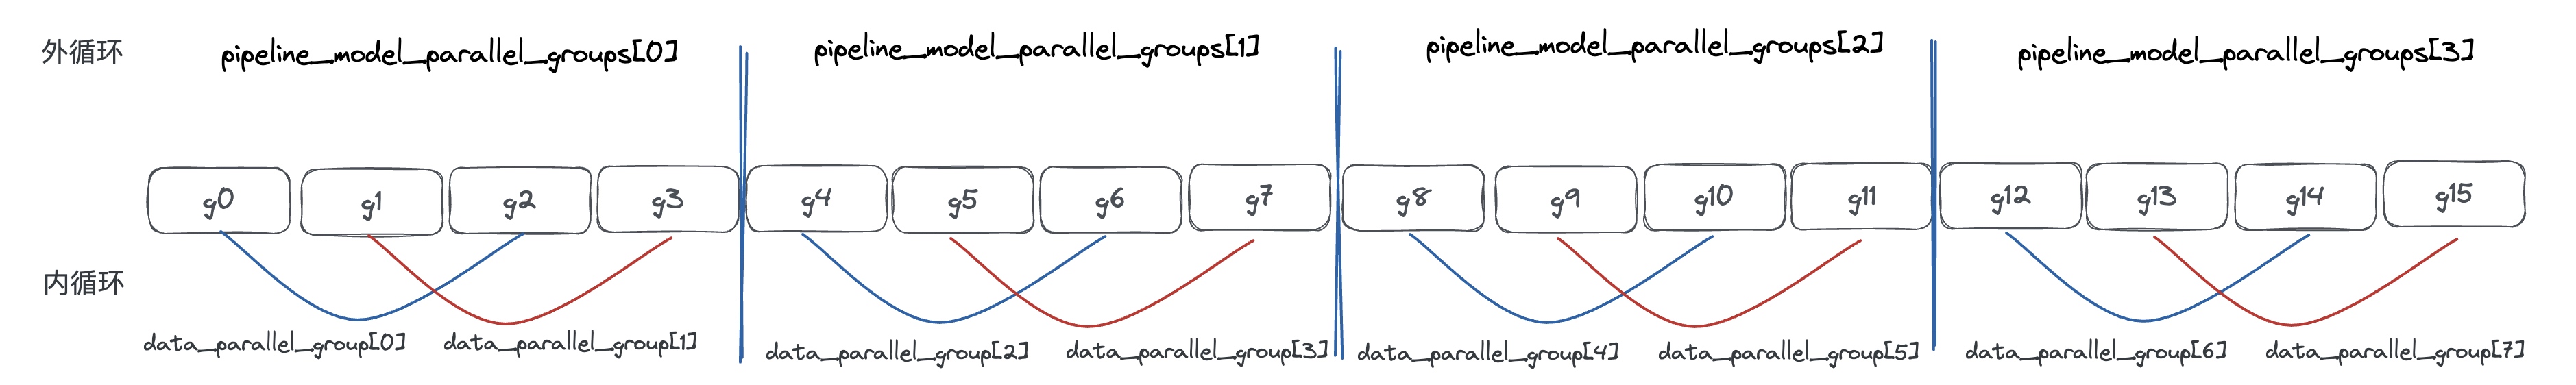 外循环 pipeline_model_parallel_groups[0] pipeline_model_parallel_groups[1] pipeline_model_parallel_groups[2] pipeline_model_parallel_groups[3]
g0 g1 g2 g3 g4 g5 g6 g7 g8 g9 g10 g11 g12 g13 g14 g15
内循环
data_parallel_group[0] data_parallel_group[1] data_parallel_group[2] data_parallel_group[3] data_parallel_group[4] data_parallel_group[5] data_parallel_group[6] data_parallel_group[7]